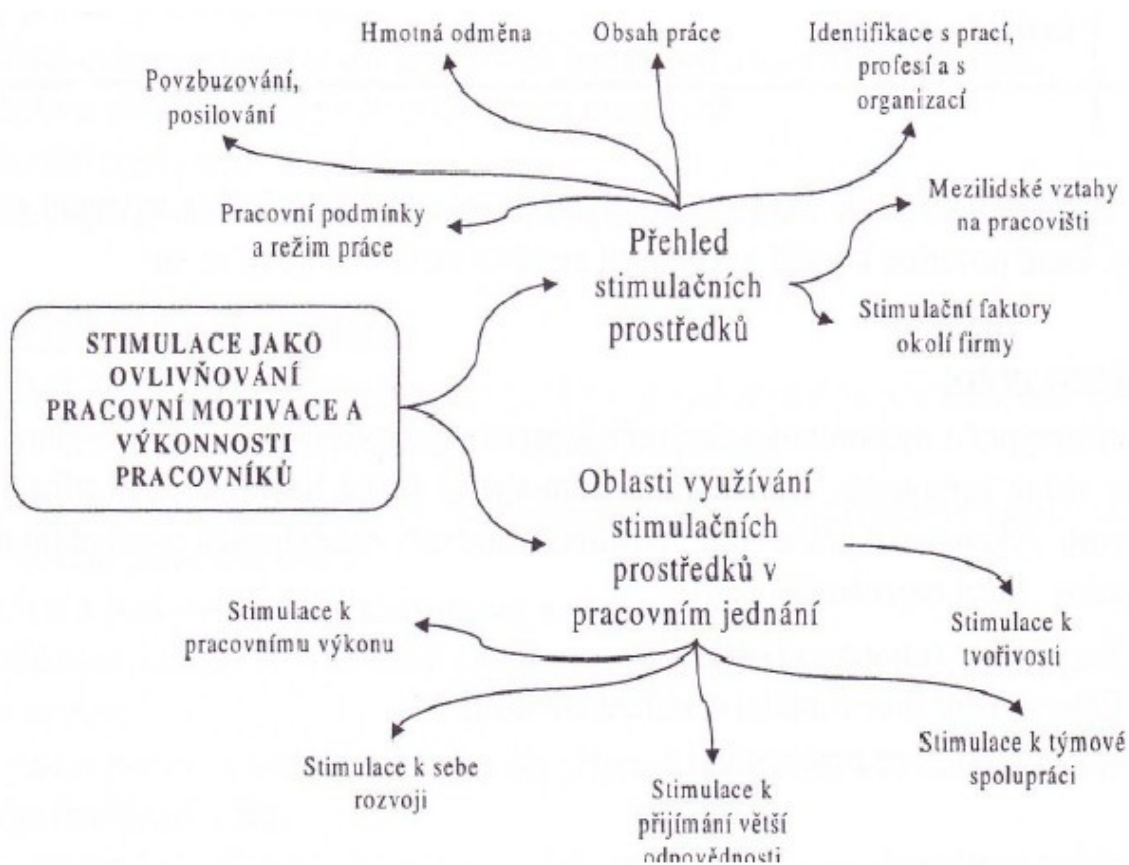 Hmotná odměna
Obsah práce
Identifikace s prací,
profesí a s
organizací
Povzbuzování,
posilování
Pracovní podmínky
a režim práce
Mezilidské vztahy
na pracovišti
Přehled
stimulačních
prostředků
Stimulační faktory
okolí firmy
STIMULACE JAKO
OVLIVŇOVÁNÍ
PRACOVNÍ MOTIVACE A
VÝKONNOSTI
PRACOVNÍKŮ
Oblasti využívání
stimulačních
prostředků v
pracovním jednání
Stimulace k
pracovnímu výkonu
Stimulace k
tvořivosti
Stimulace k sebe
rozvoji
Stimulace k
přijímání větší
odpovědnosti
Stimulace k týmové
spolupráci